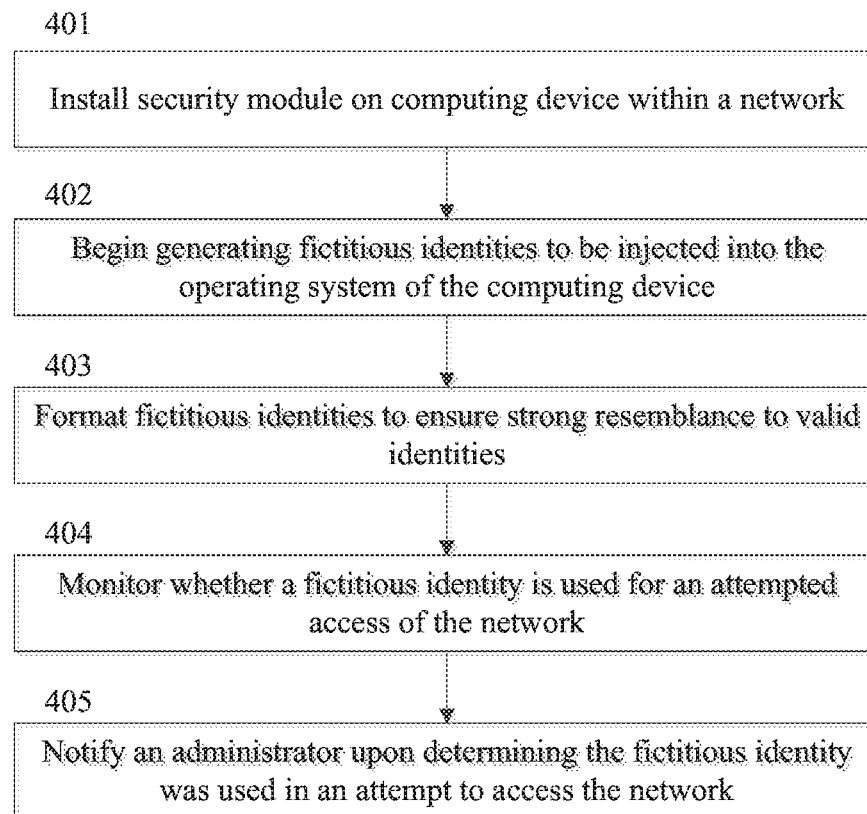 401
Install security module on computing device within a network
402
Begin generating fictitious identities to be injected into the
operating system of the computing device
403
Format fictitious identities to ensure strong resemblance to valid
identities
404
Monitor whether a fictitious identity is used for an attempted
access of the network
405
Notify an administrator upon determining the fictitious identity
was used in an attempt to access the network